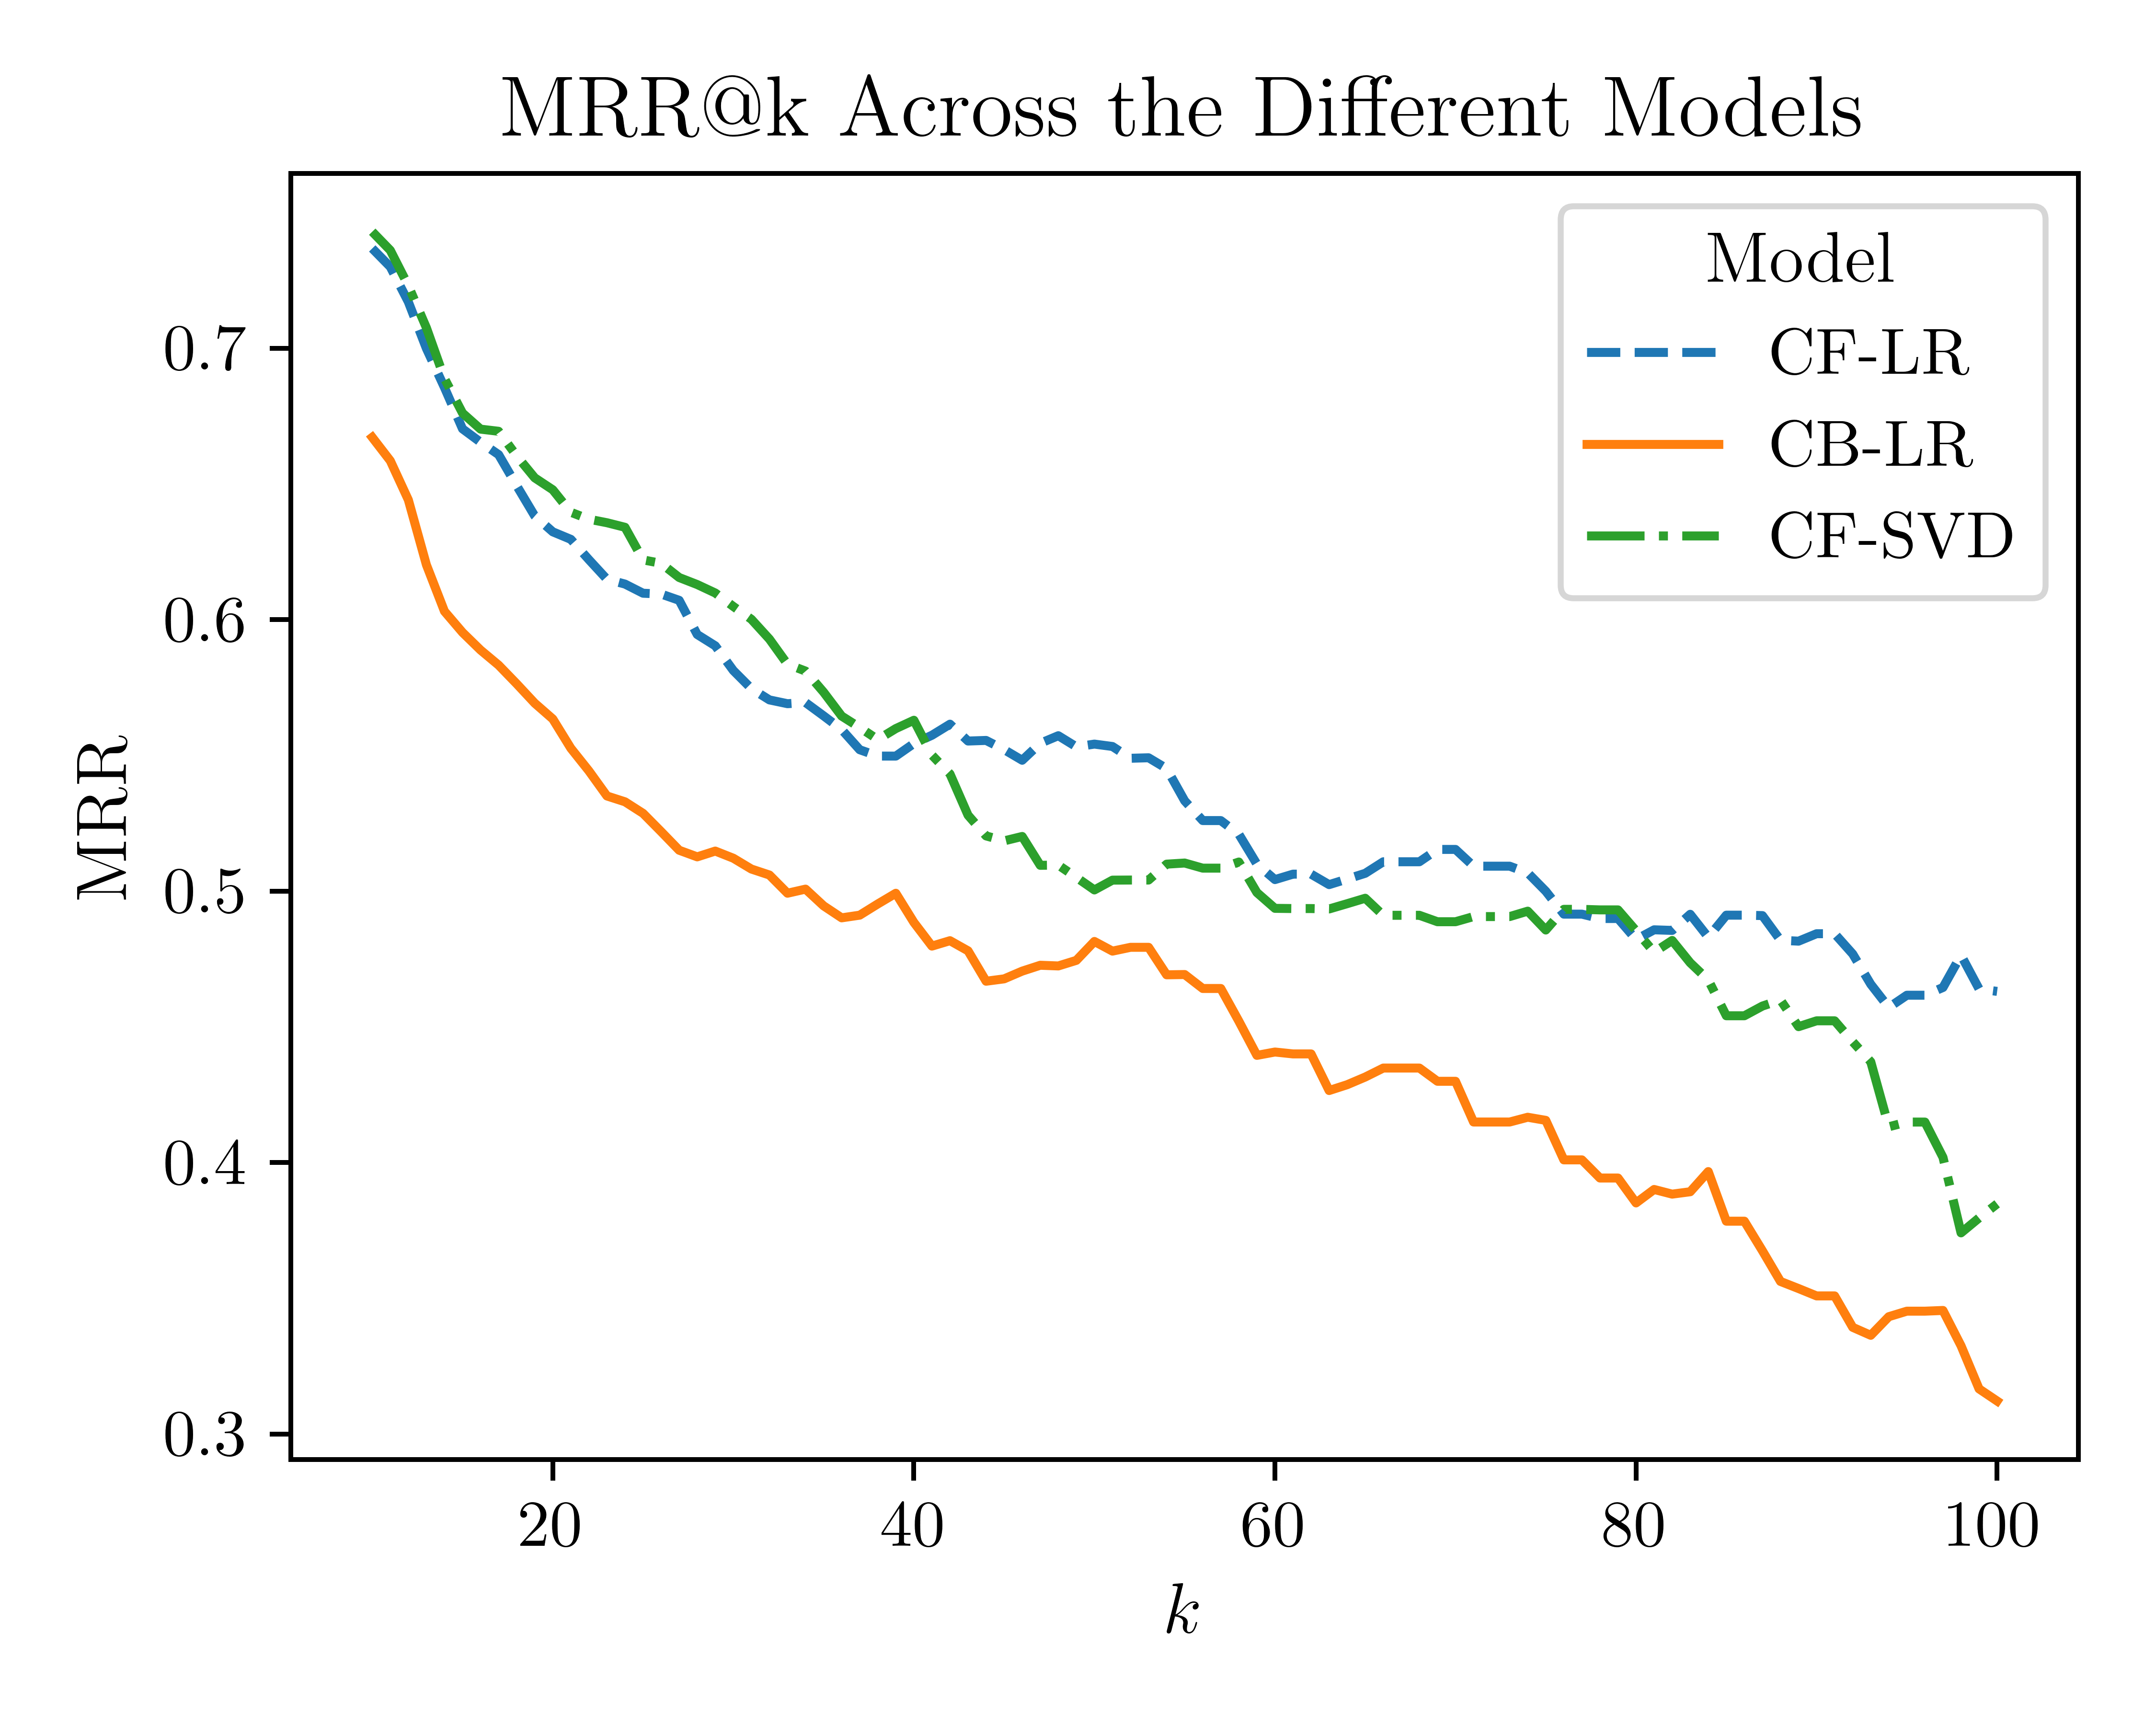 MRR@k Across the Different Models
Model
CF-LR
CB-LR
CF-SVD
MRR
0.7
0.6
0.5
0.4
0.3
20 40 60 80 100
k